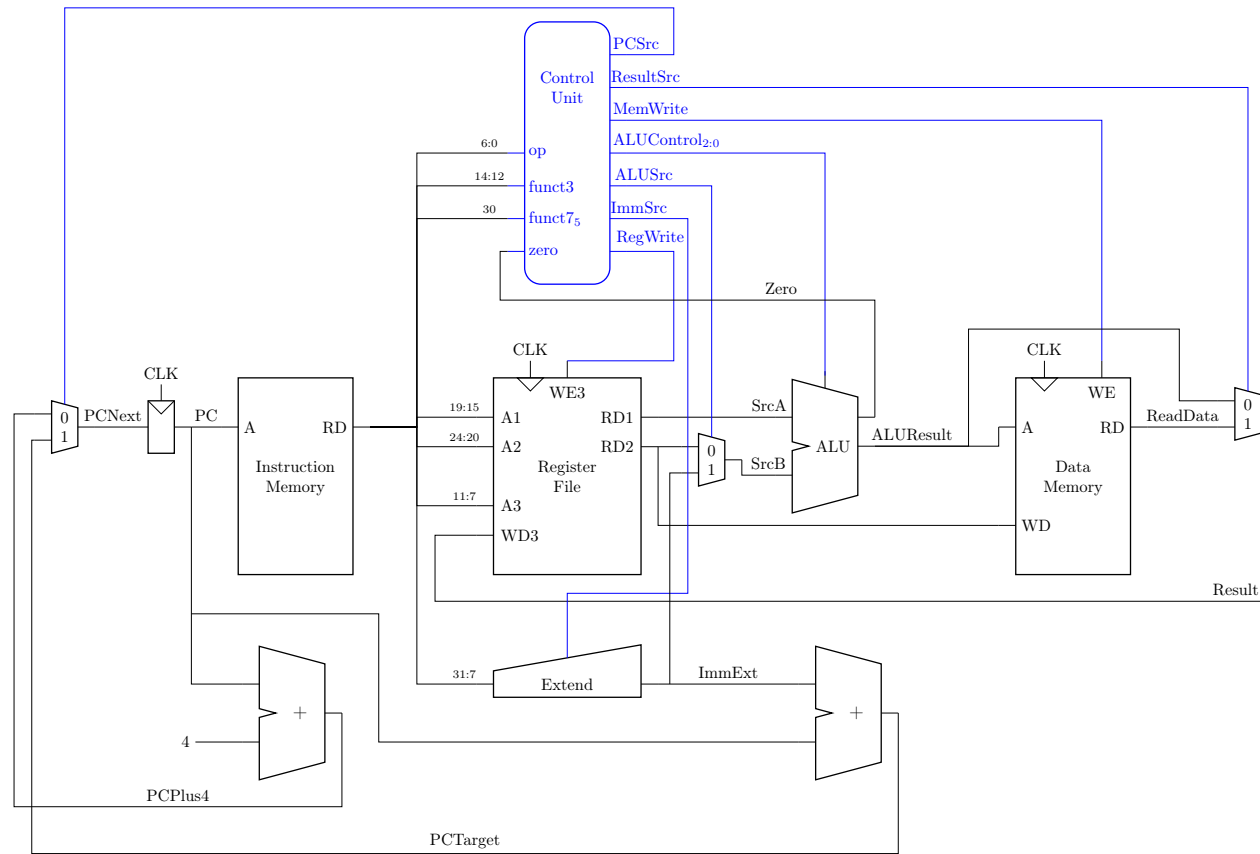 PCSrc
Control
Unit
ResultSrc
MemWrite
ALUControl2:0
6:0
op
14:12
funct3
ALUSrc
30
funct75
ImmSrc
RegWrite
zero
Zero
CLK
CLK
CLK
WE3
WE
0
1
PCNext
PC
A
RD
Instruction
Memory
19:15
A1
RD1
SrcA
24:20
A2
RD2
0
1
SrcB
ALU
ALUResult
Register
File
11:7
A3
WD3
A
RD
ReadData
0
1
Data
Memory
WD
Result
31:7
Extend
ImmExt
+
4
+
PCPlus4
PCTarget